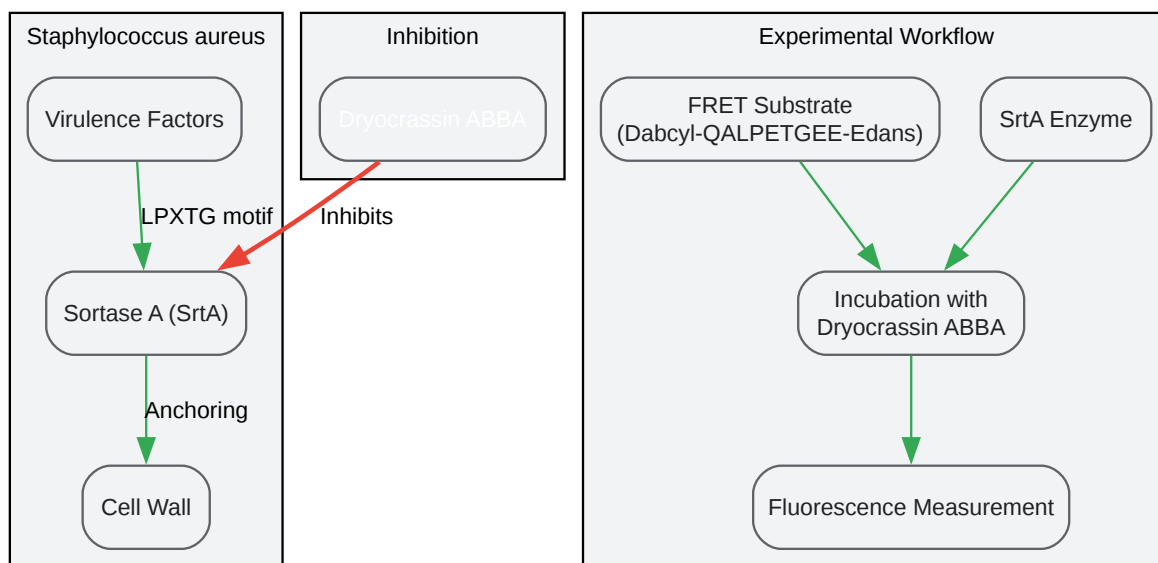 Staphylococcus aureus
Virulence Factors
LPXTG motif
Sortase A (SrtA)
Anchoring
Cell Wall
Inhibition
Dryocrassin ABBA
Inhibits
Experimental Workflow
FRET Substrate
(Dabcyl-QALPETGEE-Edans)
SrtA Enzyme
Incubation with
Dryocrassin ABBA
Fluorescence Measurement